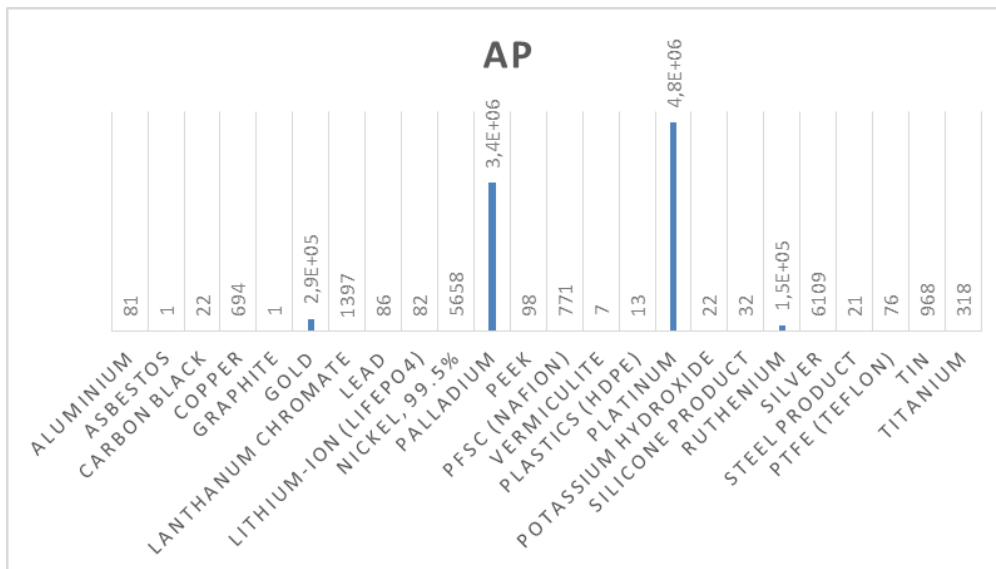 AP
81
1
22
694
1
2,9E+05
1397
86
82
5658
3,4E+06
98
771
7
13
4,8E+06
22
32
1,5E+05
6109
21
76
968
318
ALUMINIUM
ASBESTOS
CARBON BLACK
COPPER
GRAPHITE
GOLD
LANTHANUM CHROMATE
LEAD
LITHIUM-ION (LIFEPO4)
NICKEL, 99.5%
PALLADIUM
PEEK
PFSC (NAFION)
VERMICULITE
PLASTICS (HDPE)
PLATINUM
POTASSIUM HYDROXIDE
SILICONE PRODUCT
RUTHENIUM
SILVER
STEEL PRODUCT
PTFE (TEFLON)
TIN
TITANIUM